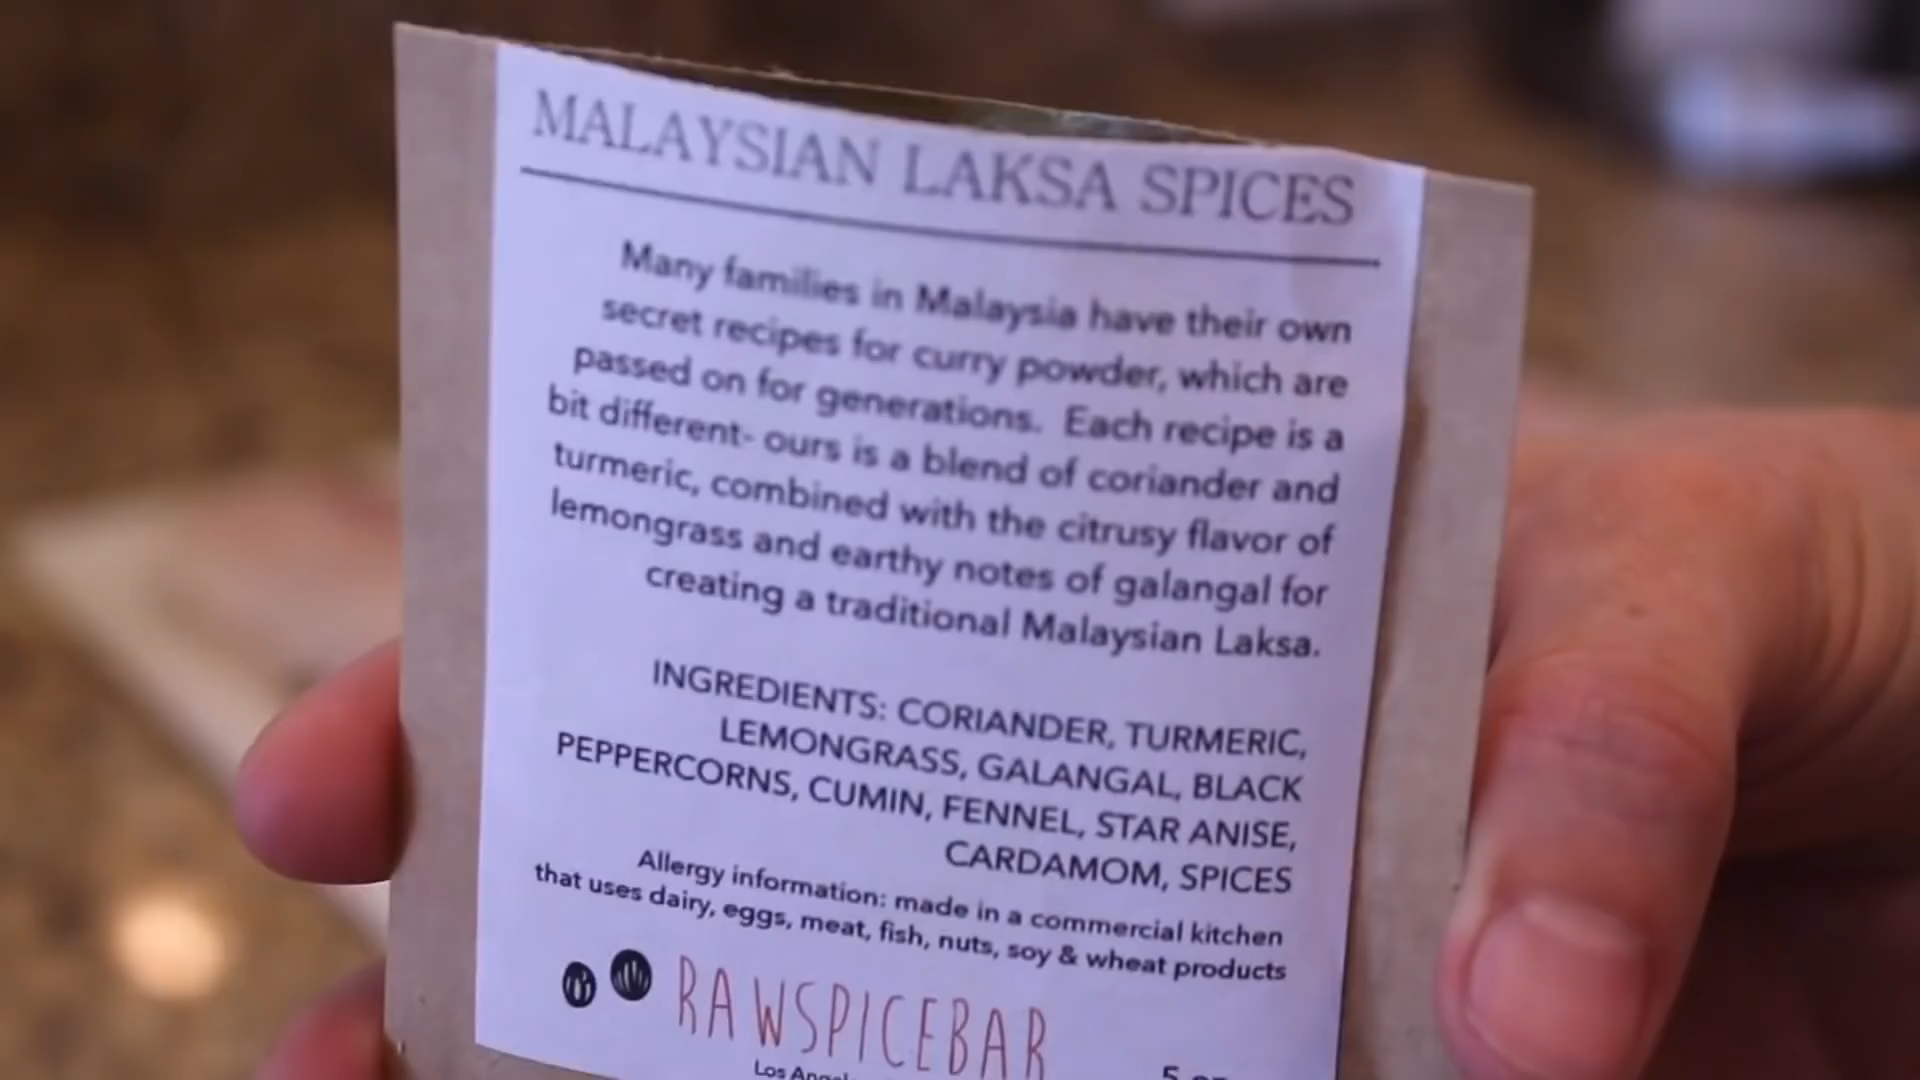 MALAYSIAN LAKSA SPICES
Many families in Malaysia have their own
secret recipes for curry powder, which are
passed on for generations. Each recipe is a
bit different- ours is a blend of coriander and
turmeric, combined with the citrusy flavor of
lemongrass and earthy notes of galangal for
creating a traditional Malaysian Laksa.
INGREDIENTS: CORIANDER, TURMERIC,
LEMONGRASS, GALANGAL, BLACK
PEPPERCORNS, CUMIN, FENNEL, STAR ANISE,
CARDAMOM, SPICES
Allergy information: made in a commercial kitchen
that uses dairy, eggs, meat, fish, nuts, soy & wheat products
RAWSPICEBAR
Los